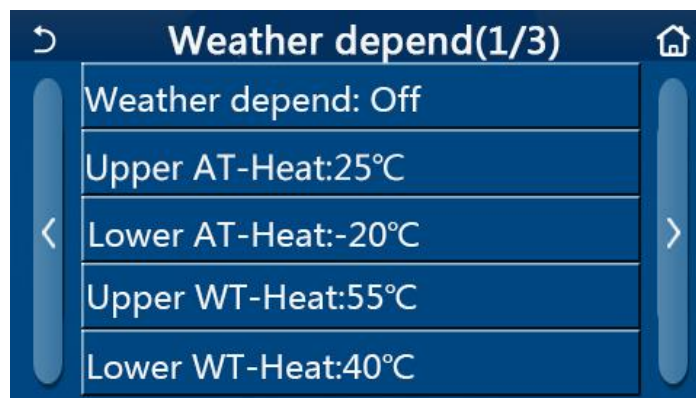 Weather depend(1/3)
Weather depend: Off
Upper AT-Heat:25℃
Lower AT-Heat:-20℃
Upper WT-Heat:55℃
Lower WT-Heat:40℃